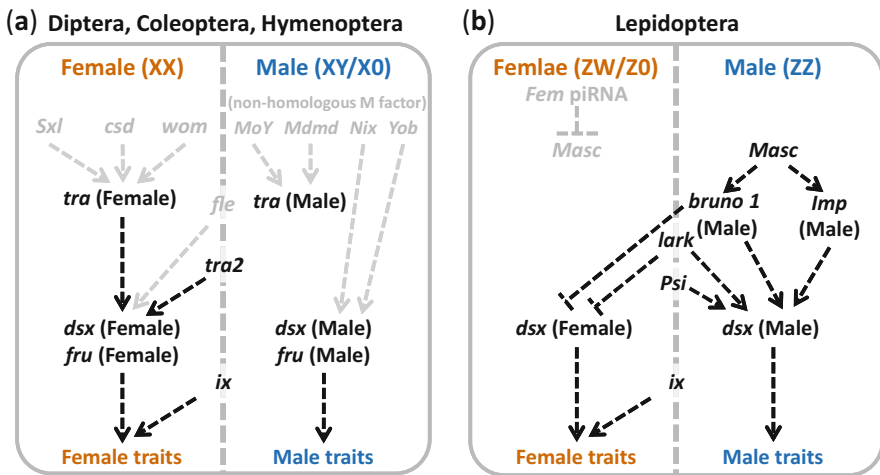 (a) Diptera, Coleoptera, Hymenoptera
Female (XX)
Male (XY/X0)
(non-homologous M factor)
Sxl csd wom
MoY Mdmd Nix Yob
tra (Female)
fle
tra (Male)
tra2
dsx (Female)
fru (Female)
dsx (Male)
fru (Male)
ix
Female traits
Male traits
(b) Lepidoptera
Femlae (ZW/Z0)
Male (ZZ)
Fem piRNA
Masc
Masc
bruno 1
(Male)
Imp
(Male)
lark
Psi
dsx (Female)
dsx (Male)
ix
Female traits
Male traits